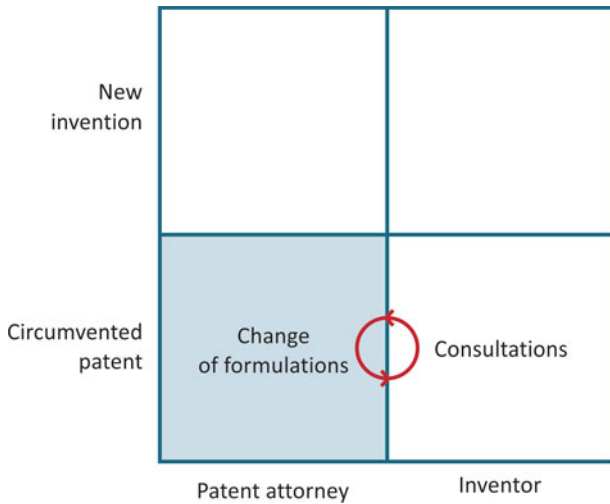 New
invention
Circumvented
patent
Change
of formulations
Consultations
Patent attorney
Inventor